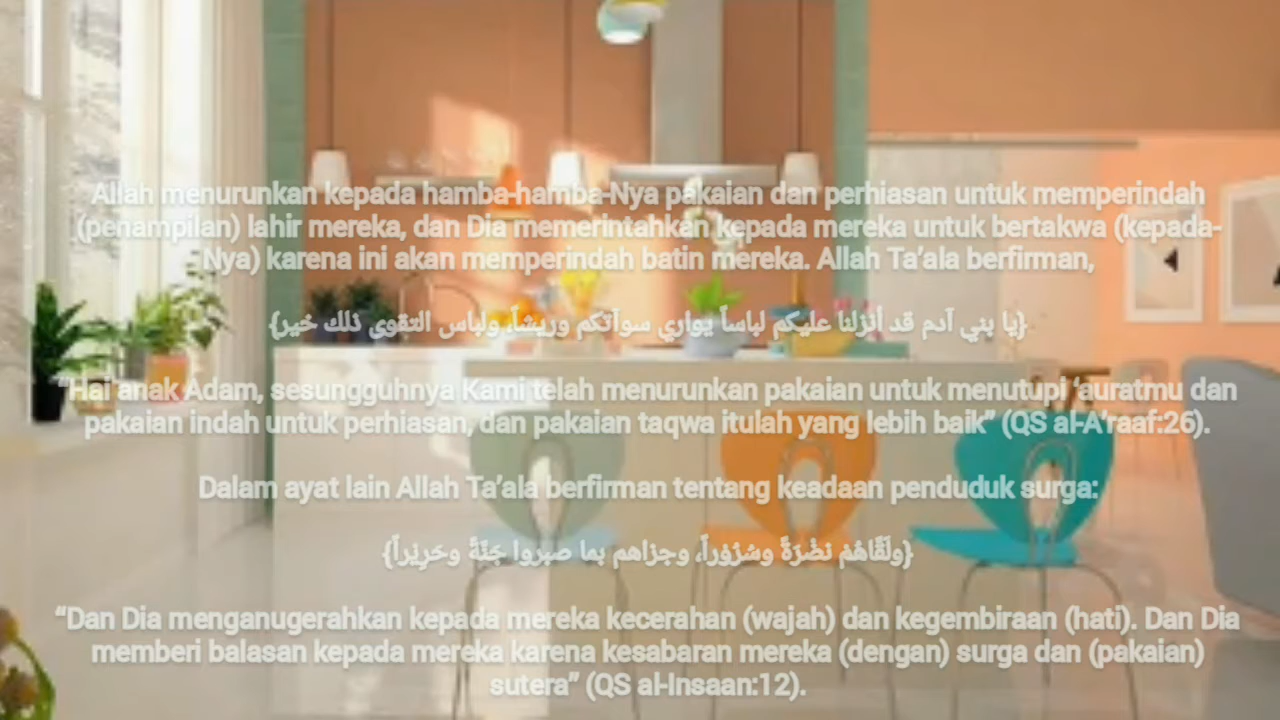 Allah menurunkan kepada hamba-hamba-Nya pakaian dan perhiasan untuk memperindah
(penampilan) lahir mereka, dan Dia memerintahkan kepada mereka untuk bertakwa (kepada-
Nya) karena ini akan memperindah batin mereka. Allah Ta’ala berfirman,
{يا بني آدم قد أنزلنا عليكم لباساً يواري سوآتكم وريشاً، ولباس التقوى ذلك خير}
“Hai anak Adam, sesungguhnya Kami telah menurunkan pakaian untuk menutupi ‘auratmu dan
pakaian indah untuk perhiasan, dan pakaian taqwa itulah yang lebih baik” (QS al-A’raaf:26).
Dalam ayat lain Allah Ta’ala berfirman tentang keadaan penduduk surga:
{ولَقَّاهُمْ نَضْرَةً وسُرُوْراً، وجزاهم بما صبروا جَنَّةً وحَرِيْراً}
“Dan Dia menganugerahkan kepada mereka kecerahan (wajah) dan kegembiraan (hati). Dan Dia
memberi balasan kepada mereka karena kesabaran mereka (dengan) surga dan (pakaian)
sutera” (QS al-Insaan:12).